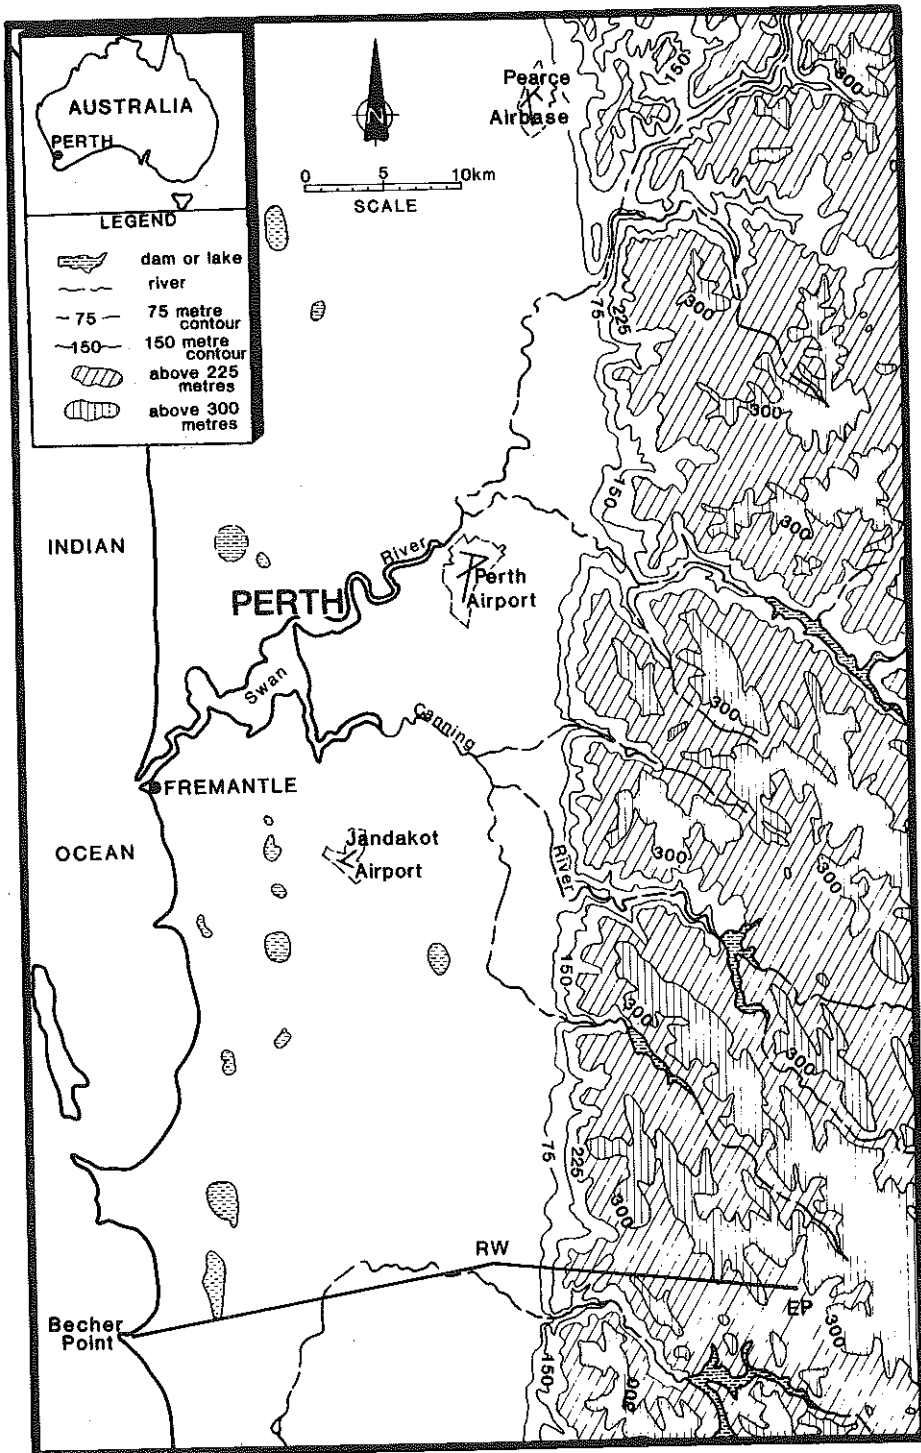 AUSTRALIA
PERTH
LEGEND
dam or lake
river
75
75 metre
contour
150
150 metre
contour
above 225
metres
above 300
metres
N
0 5 10km
SCALE
Pearce
Airbase
150
300
300
75
225
300
150
300
INDIAN
River
PERTH
Perth
Airport
Swan
300
Canning
FREMANTLE
OCEAN
Jandakot
Airport
River
300
300
150
300
300
75
225
300
RW
EP
Becher
Point
300
150
300